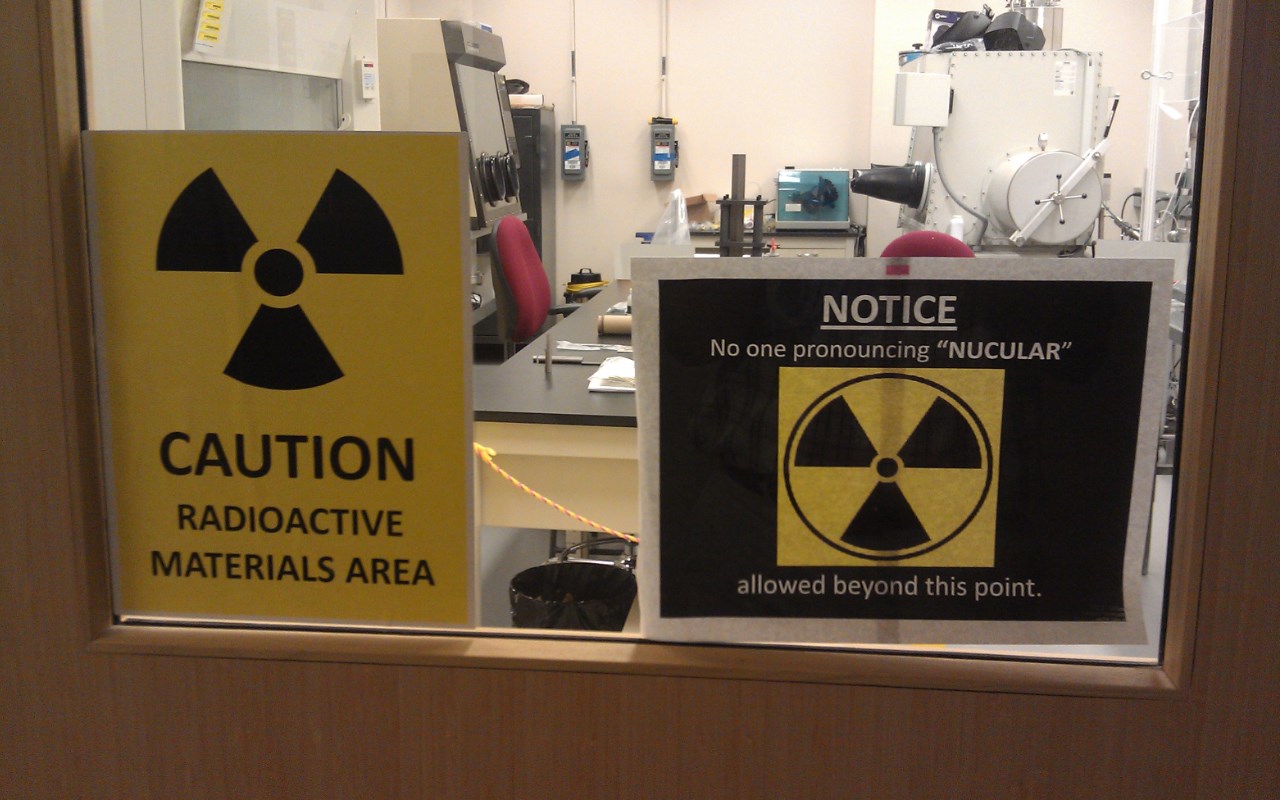 CAUTION
RADIOACTIVE
MATERIALS AREA
NOTICE
No one pronouncing “NUCULAR”
allowed beyond this point.